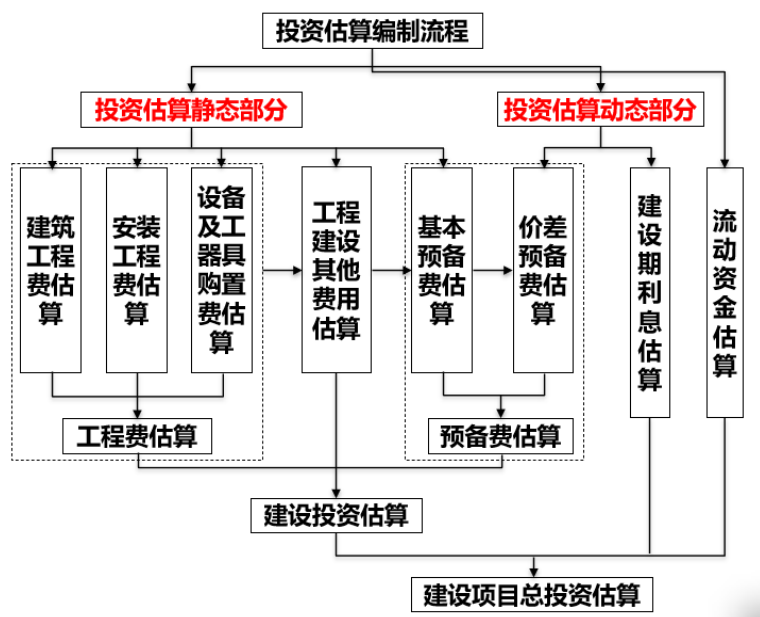 投资估算编制流程
投资估算静态部分
投资估算动态部分
建筑
工程
费估
算
安装
工程
费估
算
设备
及工
器具
购置
费估
算
工程
建设
其他
费用
估算
基本
预备
费估
算
价差
预备
费估
算
建
设
期
利
息
估
算
流
动
资
金
估
算
工程费估算
预备费估算
建设投资估算
建设项目总投资估算